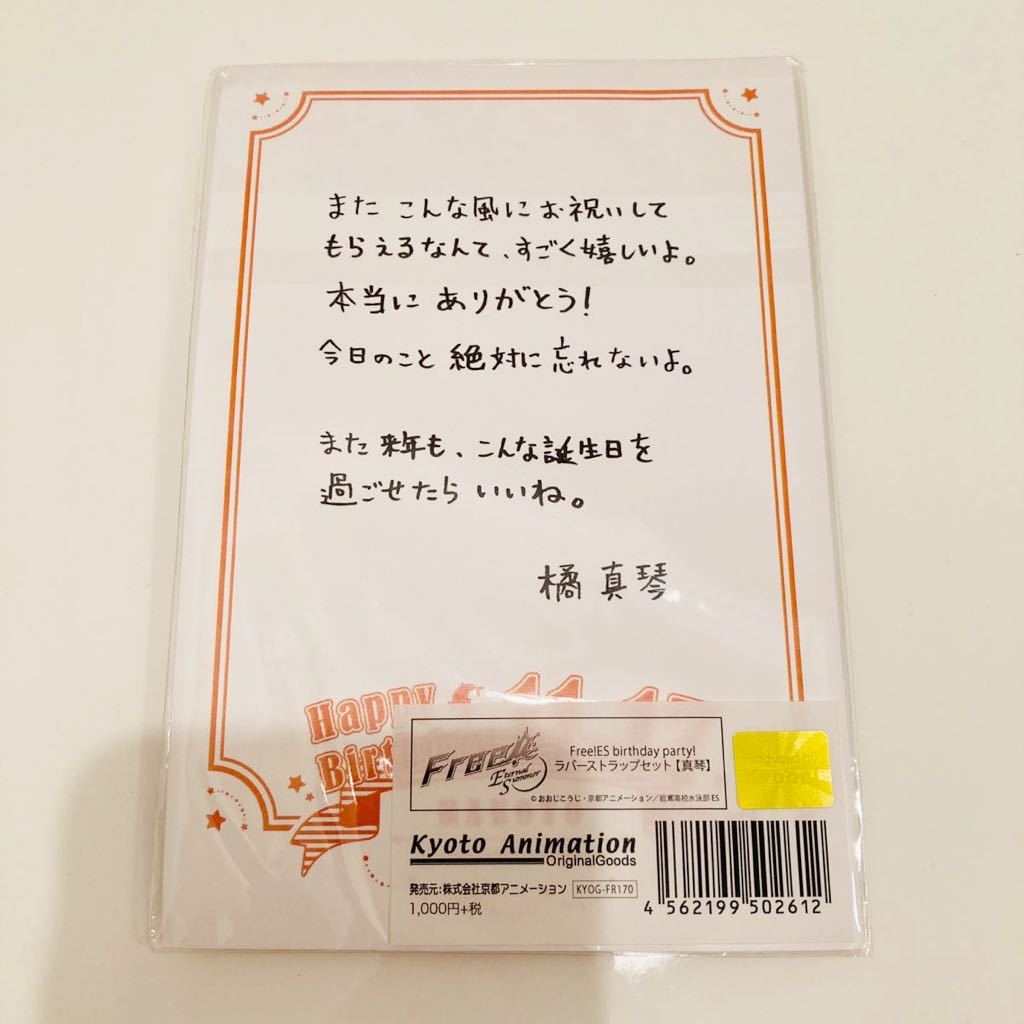 また こんな風にお祝いして
もらえるなんて、すごく嬉しいよ。
本当に ありがとう!
今日のこと 絶対に 忘れないよ。
また 来年も、こんな誕生日を
過ごせたら いいね。
橘 真琴
Happy
Free!
Eternal Summer
ES
Free!ES birthday party!
ラバーストラップセット【真琴】
©おおじこうじ・京都アニメーション/岩鳶高校水泳部ES
Produced by
Kyoto Animation
OriginalGoods
発売元:株式会社京都アニメーション KYOG-FR170
1,000円+税
4 562199 502612